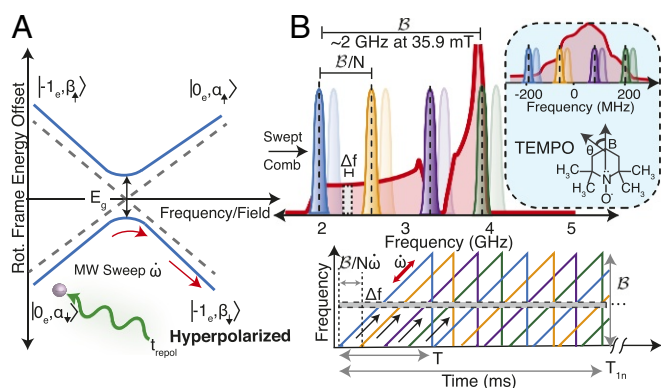 A
|-1e,β↑⟩
|0e,α↑⟩
Rot. Frame Energy Offset
Eg
Frequency/Field
MW Sweep ω̇
|0e,α↓⟩
|-1e,β↓⟩
Hyperpolarized
trepol
B
ℬ
~2 GHz at 35.9 mT
ℬ/N
Swept
Comb
Δf
2
3
4
5
Frequency (GHz)
-200
0
200
Frequency (MHz)
TEMPO
θ
B
H3C
CH3
H3C
N
CH3
O
Frequency
ℬ/Nω̇
ω̇
Δf
ℬ
...
T
T1n
Time (ms)